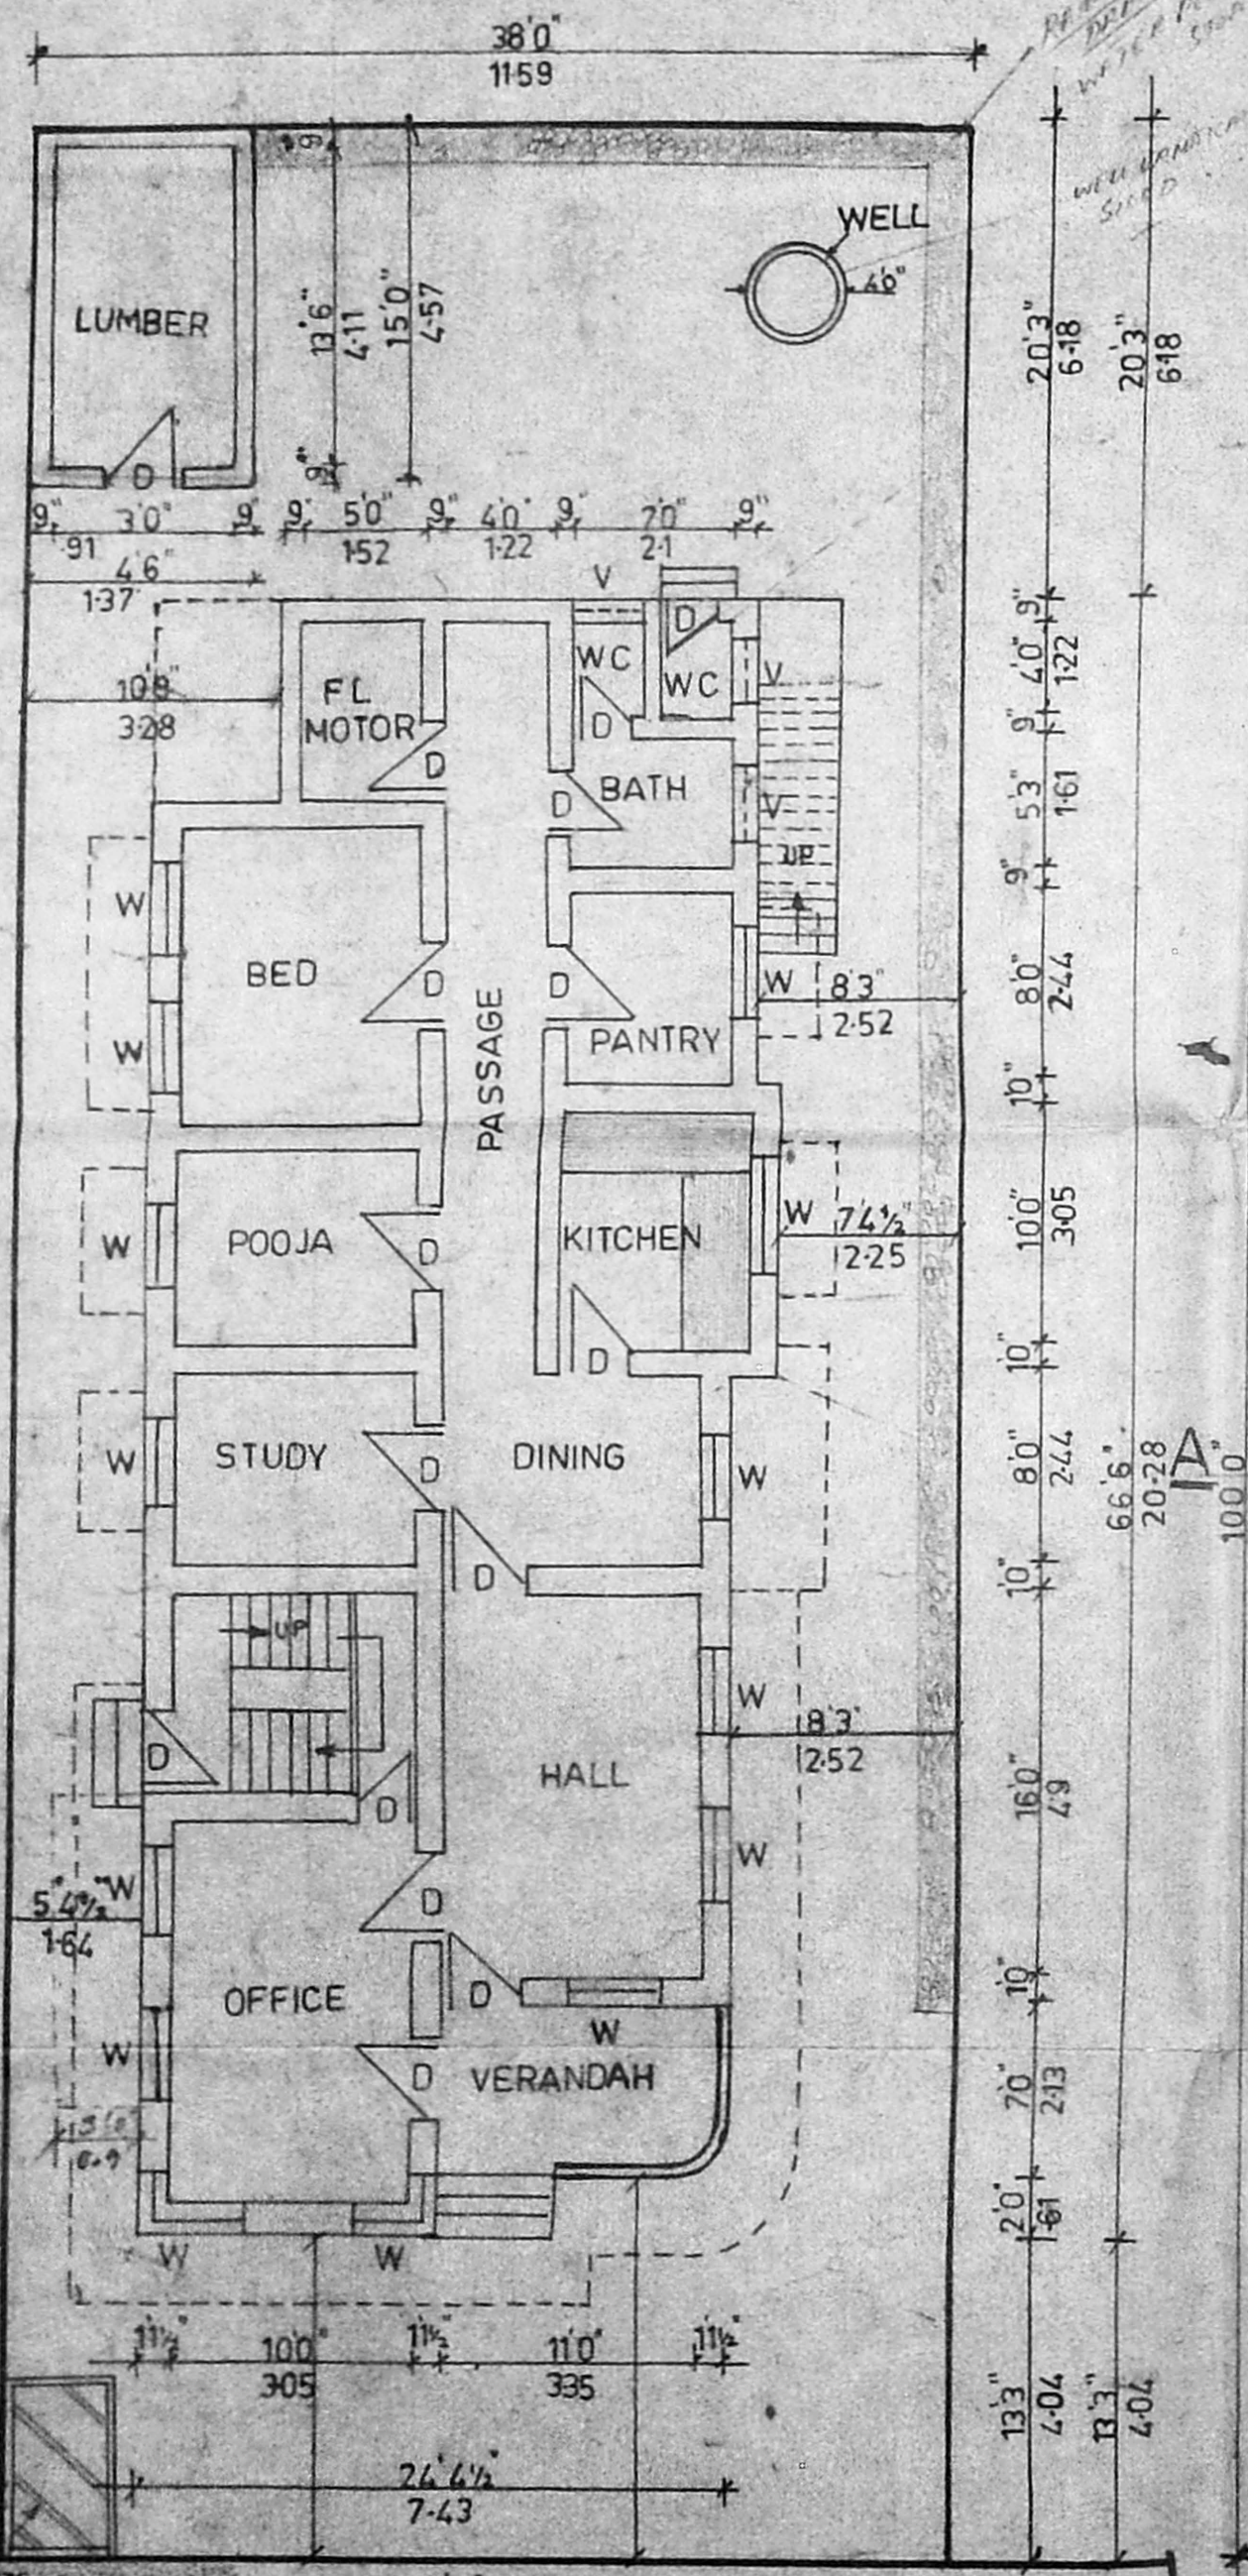 38'0"
11·59
WELL
4'6"
LUMBER
D
9"
13'6"
4·11
15'0"
4·57
9"
20'3"
6·18
20'3"
6·18
9" 3'0" 9" 9" 5'0" 9" 4'0" 9" 7'0" 9"
·91 1·52 1·22 2·1
4'6"
1·37
V
D
WC
WC
V
D
10'8"
3·28
FL
MOTOR
D
BATH
D
V
UP
9"
4'0"
1·22
9"
5'3"
1·61
9"
W
BED
D
D
W
8'3"
2·52
8'0"
2·44
W
PASSAGE
PANTRY
10"
W
POOJA
D
KITCHEN
W
7'4½"
2·25
10'0"
3·05
D
10"
W
STUDY
D
DINING
W
8'0"
2·44
66'6"
20·28
100'0"
D
10"
UP
W
8'3"
2·52
D
HALL
D
16'0"
4·9
W
W
5'4½"
1·64
D
OFFICE
D
10"
W
W
D
VERANDAH
7'0"
2·13
2'0"
·61
W
W
11½" 10'0" 11½" 11'0" 11½"
3·05 3·35
13'3"
4·04
13'3"
4·04
24'4½"
7·43